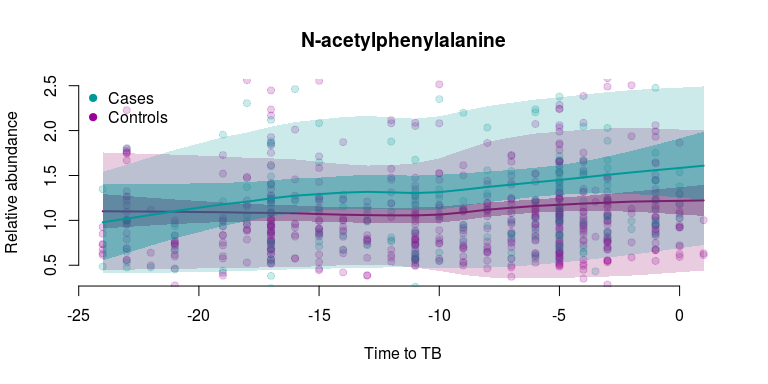 N-acetylphenylalanine
Cases
Controls
Relative abundance
2.5
2.0
1.5
1.0
0.5
-25
-20
-15
-10
-5
0
Time to TB